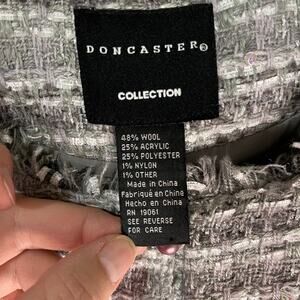 DONCASTER®
COLLECTION
48% WOOL
25% ACRYLIC
25% POLYESTER
1% NYLON
1% OTHER
Made in China
Fabriqué en China
Hecho en China
RN 19061
SEE REVERSE
FOR CARE